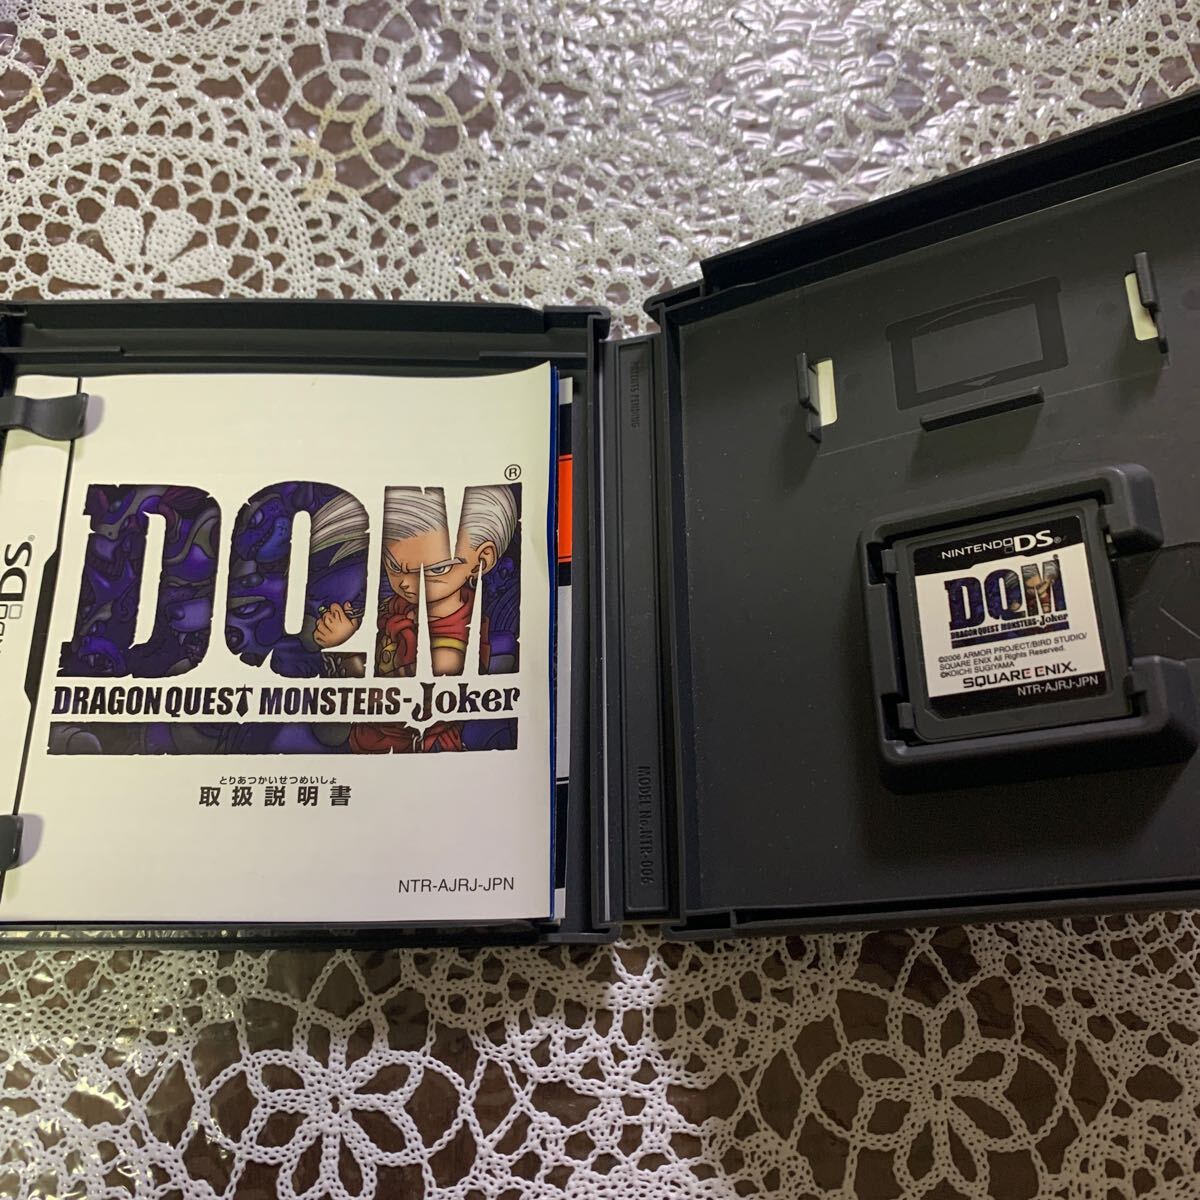 DS
®
DQM
DRAGON QUEST MONSTERS-Joker
とりあつかいせつめいしょ
取扱説明書
NTR-AJRJ-JPN
PATENTS PENDING
MODEL No.NTR-006
NINTENDO DS
DQM
DRAGON QUEST MONSTERS-Joker
©2006 ARMOR PROJECT/BIRD STUDIO/
SQUARE ENIX All Rights Reserved.
©KOICHI SUGIYAMA
SQUARE ENIX.
NTR-AJRJ-JPN